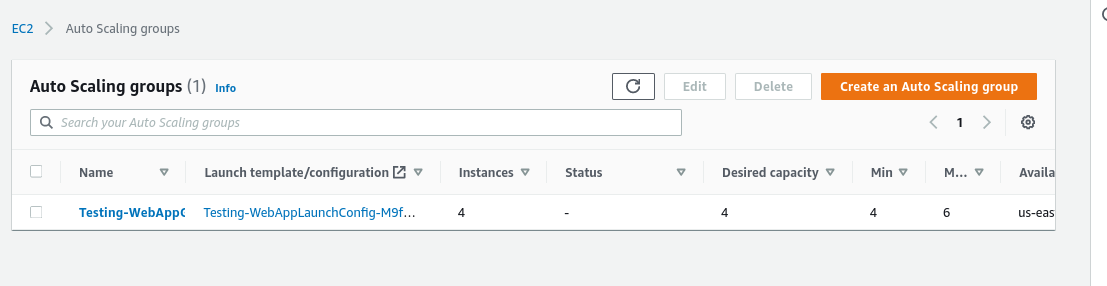 EC2 > Auto Scaling groups
Auto Scaling groups (1) Info Edit Delete Create an Auto Scaling group
Search your Auto Scaling groups 1
Name Launch template/configuration Instances Status Desired capacity Min M... Availa
Testing-WebAppG Testing-WebAppLaunchConfig-M9f... 4 - 4 4 6 us-eas